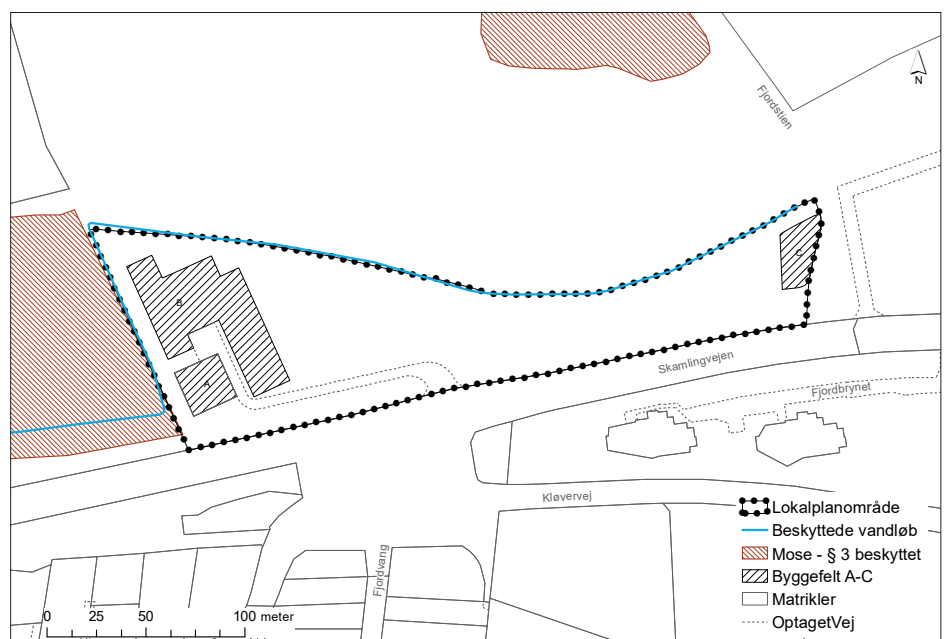 N
Fjordstien
C
B
A
Skamlingvejen
Fjordbrynet
Kløvervej
Fjordvang
Lokalplanområde
Beskyttede vandløb
Mose - § 3 beskyttet
Byggefelt A-C
Matrikler
OptagetVej
0 25 50 100 meter